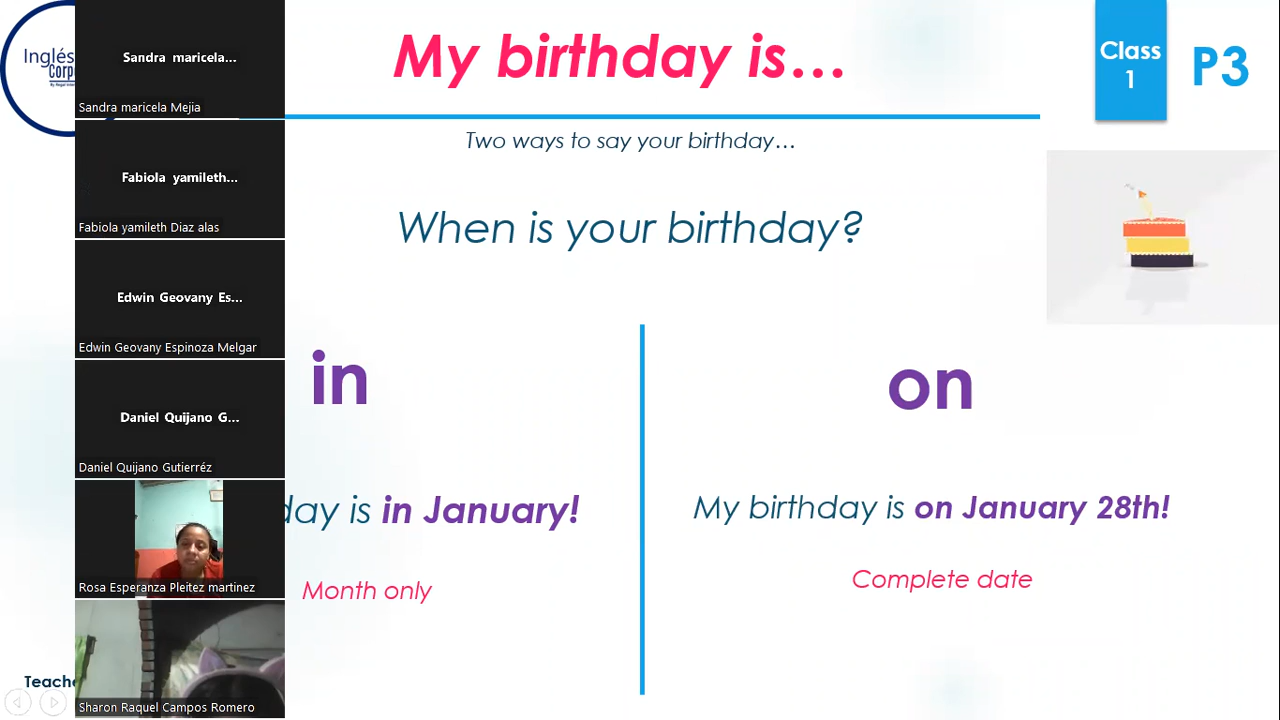 Inglés
Corp
Sandra maricela...
Sandra maricela Mejia
Fabiola yamileth...
Fabiola yamileth Diaz alas
Edwin Geovany Es...
Edwin Geovany Espinoza Melgar
Daniel Quijano G...
Daniel Quijano Gutierréz
Rosa Esperanza Pleitez martinez
Sharon Raquel Campos Romero
My birthday is...
Class
1
P3
Two ways to say your birthday...
When is your birthday?
in
day is in January!
Month only
on
My birthday is on January 28th!
Complete date
Teache